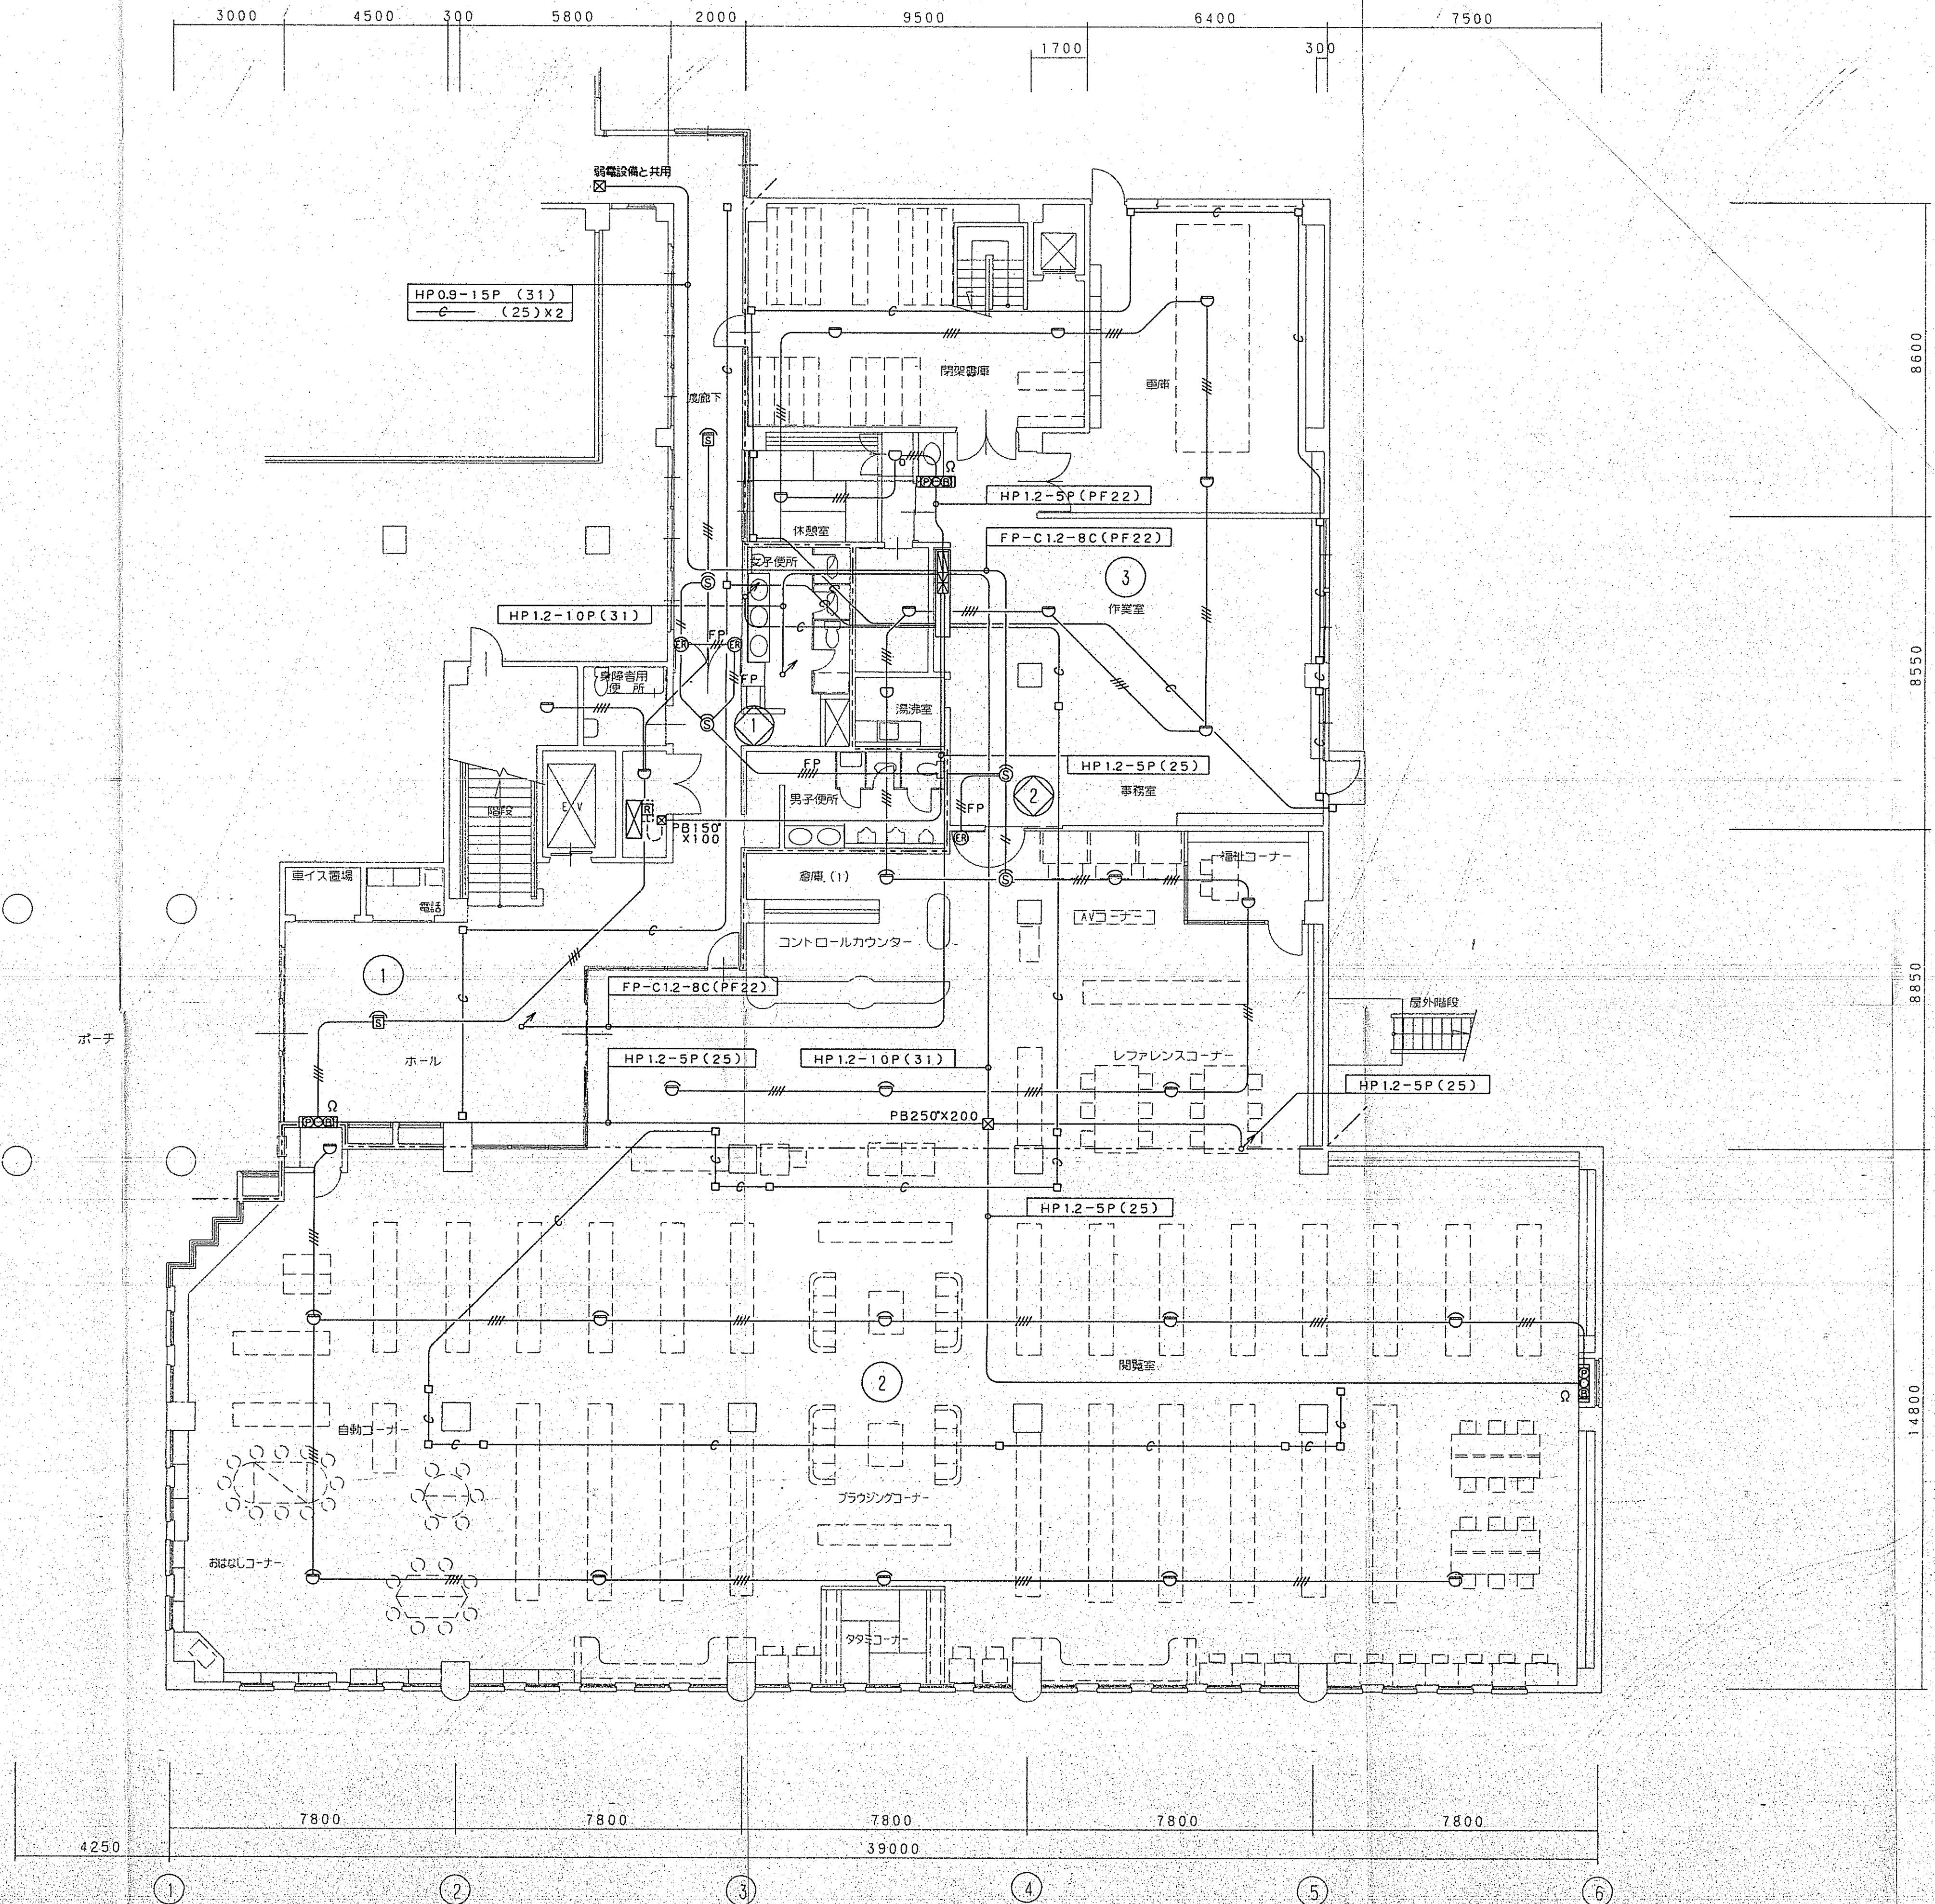 3000 4500 300 5800 2000 9500 6400 7500
1700 300
弱電設備と共用
HP0.9-15P (31)
C (25)X2
C
C
C
C
閉架書庫
車庫
渡廊下
8600
S
Ω
P B
HP1.2-5P(PF22)
休憩室
FP-C1.2-8C(PF22)
女子便所
3
作業室
S
HP1.2-10P(31)
C
C
C
FP
ER
ER
C
C
8550
身障者用
便 所
FP
湯沸室
1
S
C
FP
HP1.2-5P(25)
S
2
事務室
男子便所
階段
E V
R
PB150□
X100
FP
ER
車イス置場
電話
倉庫 (1)
S
福祉コーナー
AVコーナー
C
コントロールカウンター
1
C
FP-C1.2-8C(PF22)
C
8850
屋外階段
S
ポーチ
ホール
HP1.2-5P(25)
HP1.2-10P(31)
レファレンスコーナー
HP1.2-5P(25)
Ω
P B
PB250□X200
C
C
C
C
HP1.2-5P(25)
C
閲覧室
2
P
B
Ω
14800
自動コーナー
C
C
C
C
C
ブラウジングコーナー
おはなしコーナー
タタミコーナー
7800 7800 7800 7800 7800
4250 39000
1 2 3 4 5 6